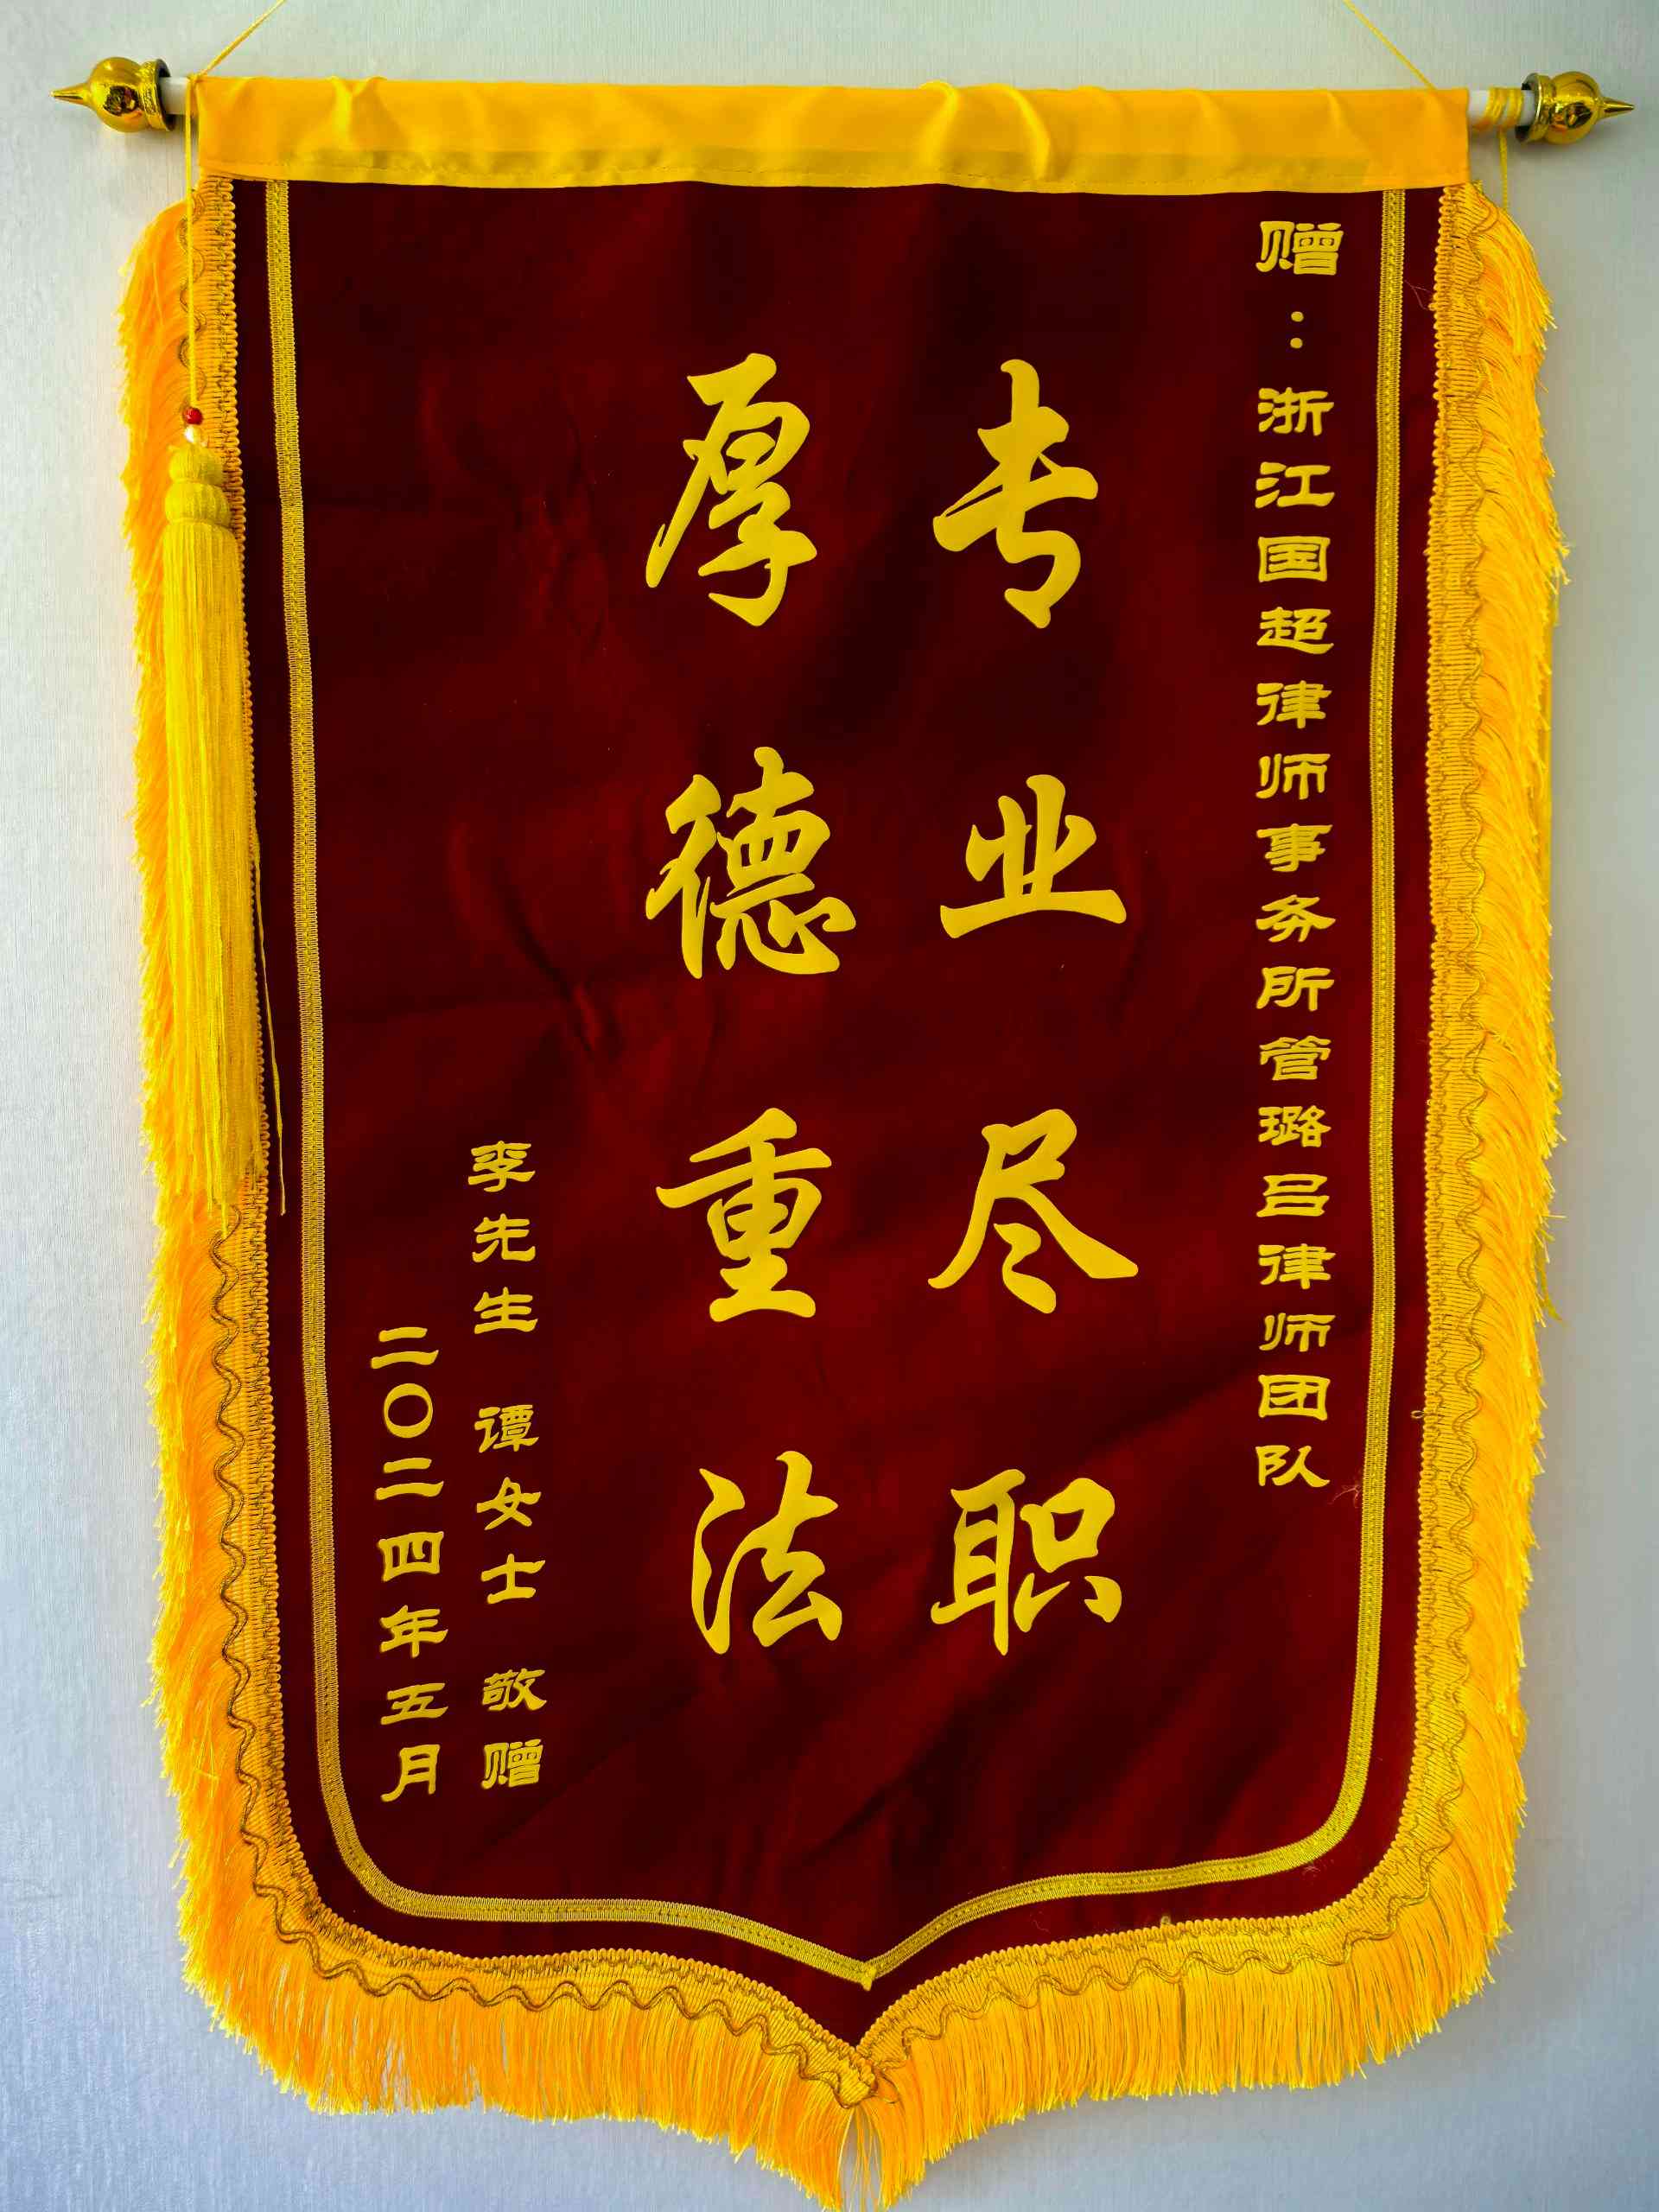 赠：浙江国超律师事务所管璐吕律师团队
专业尽职
厚德重法
李先生 谭女士 敬赠
二〇二四年五月